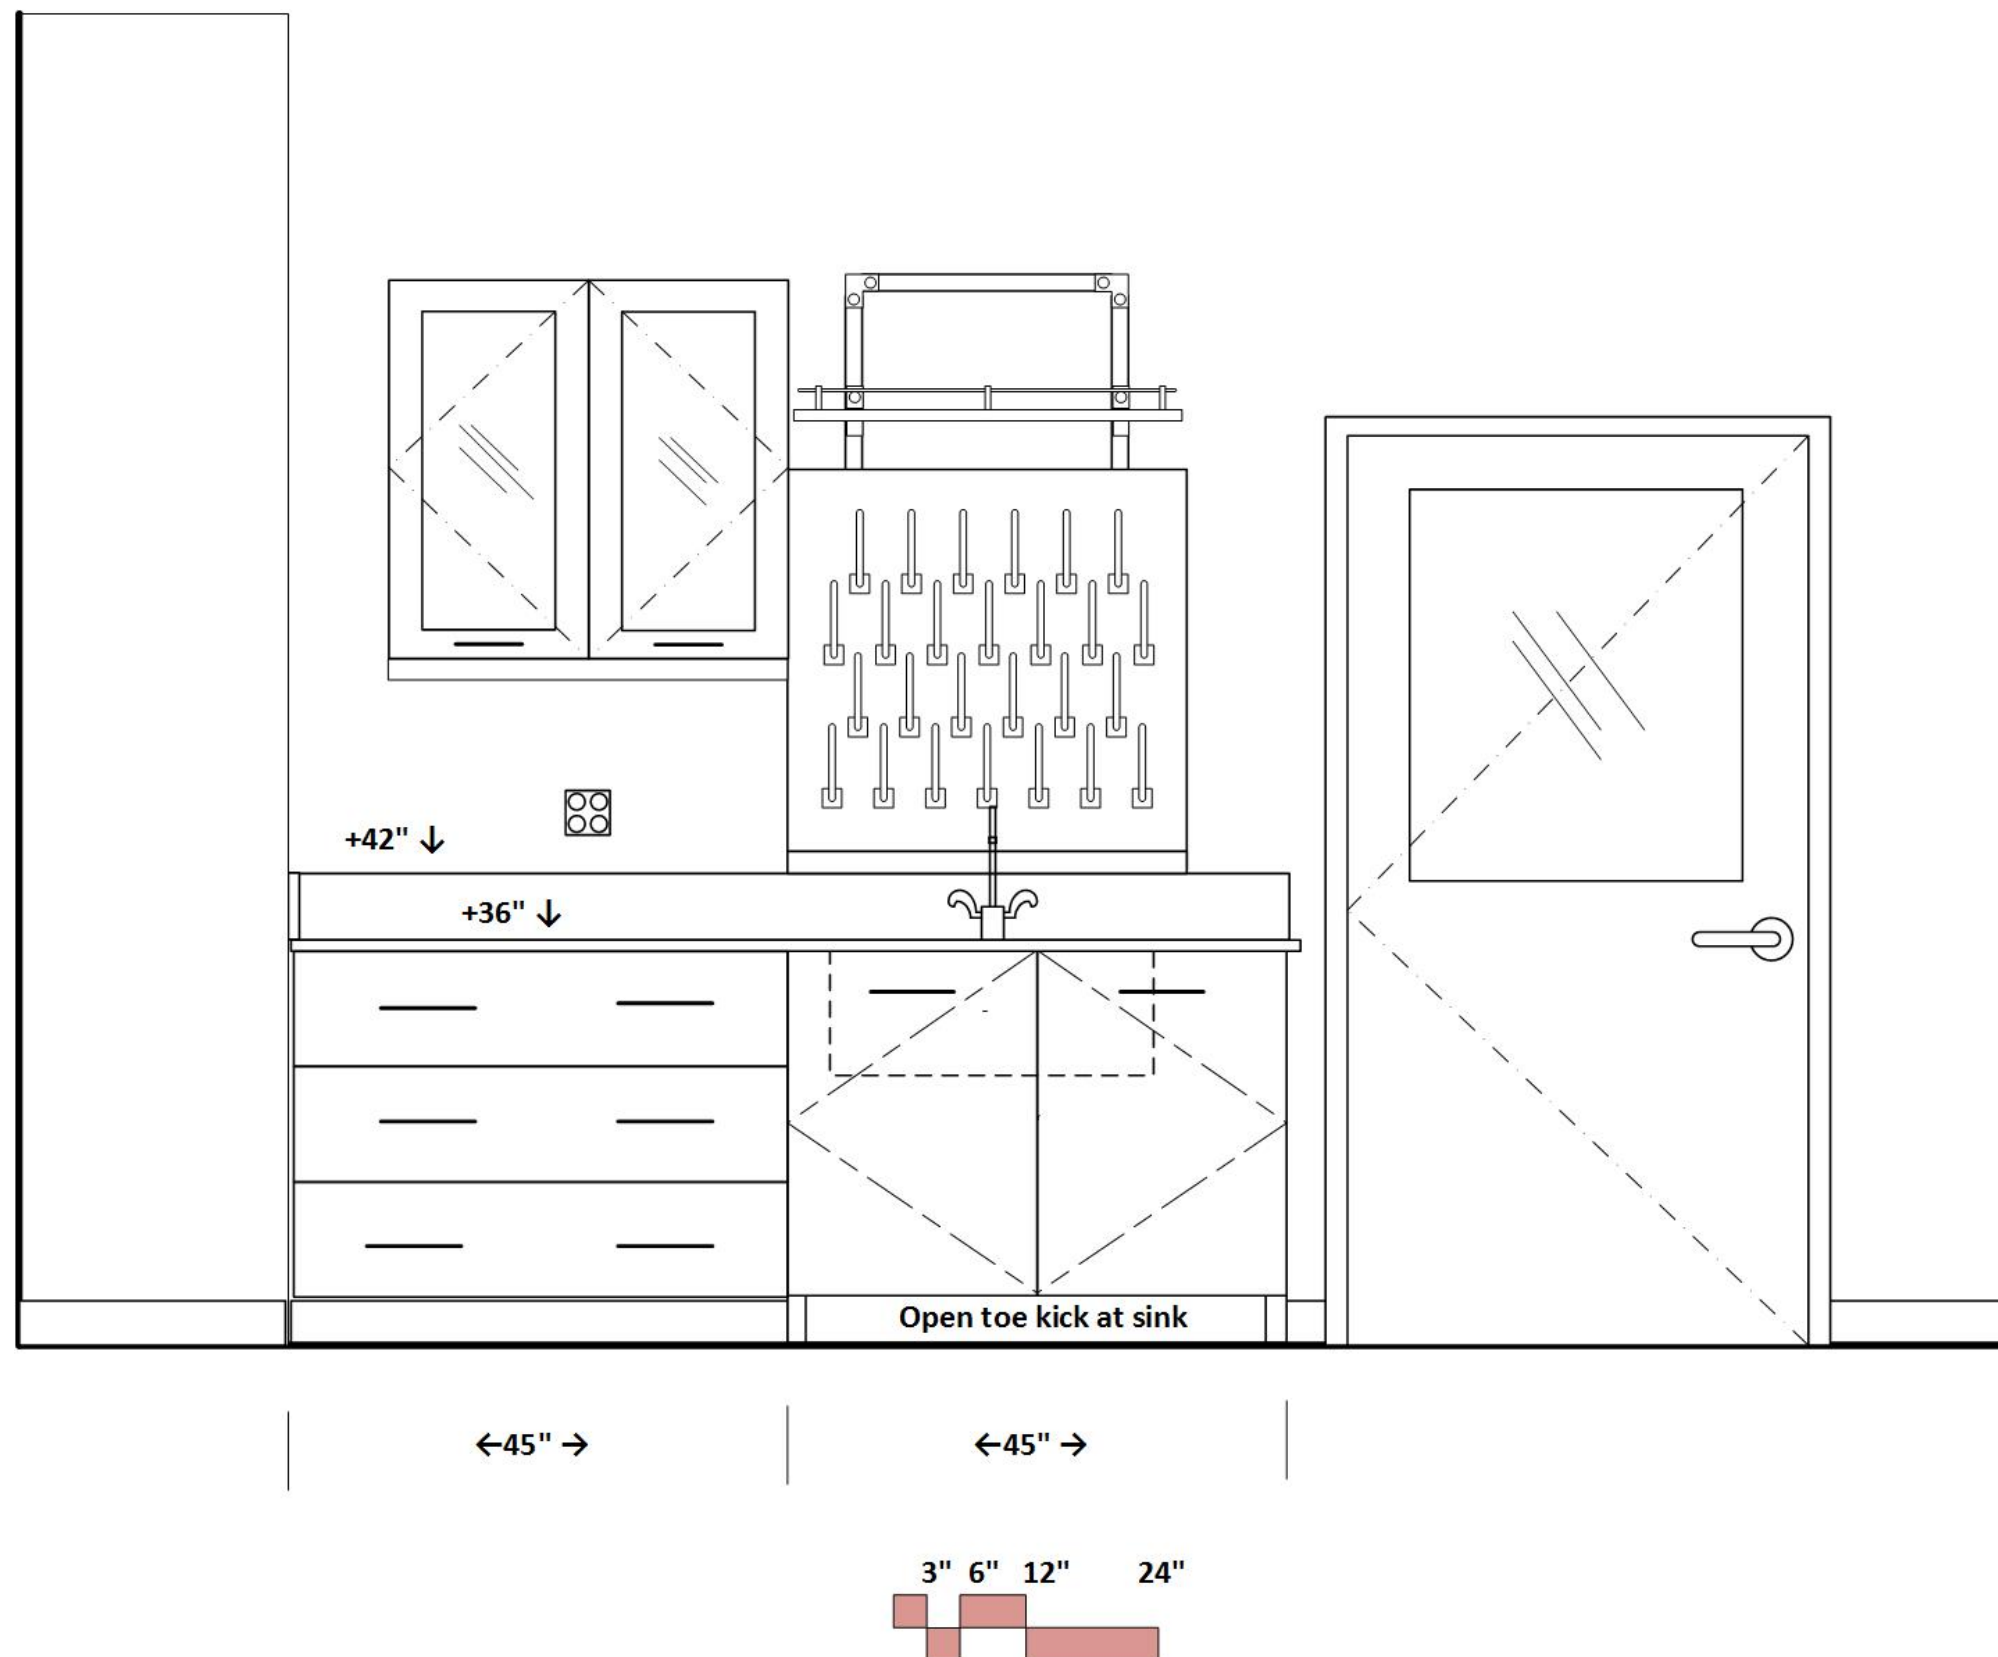 +42" ↓
+36" ↓
Open toe kick at sink
←45" →
←45" →
3" 6" 12" 24"